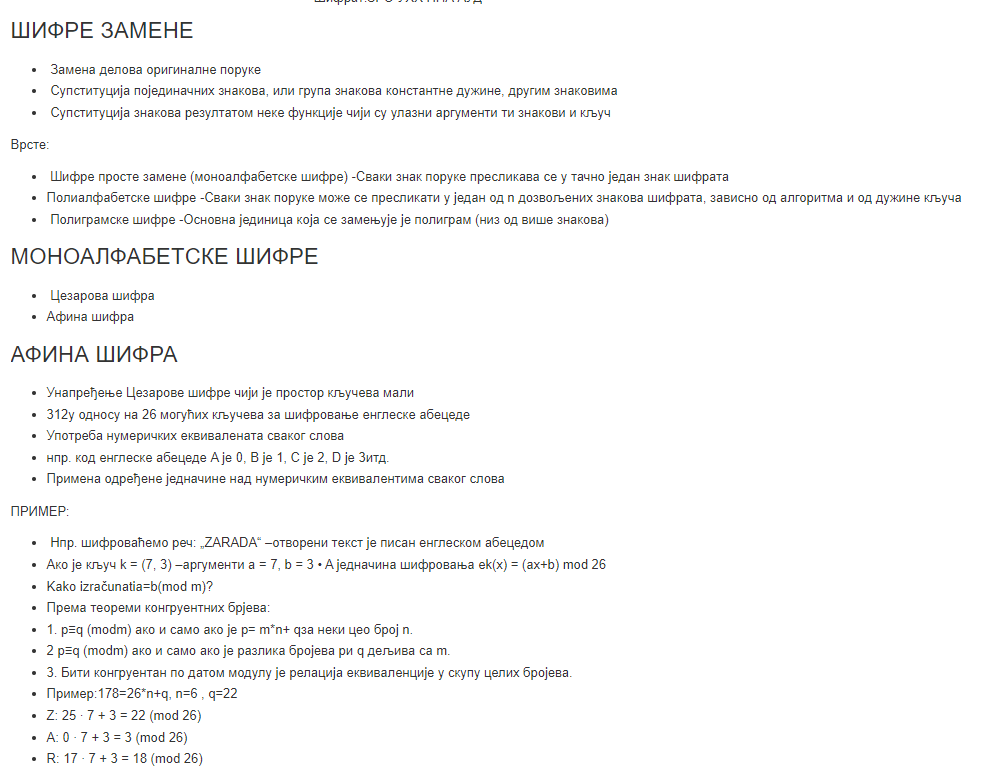 ШИФРЕ ЗАМЕНЕ
• Замена делова оригиналне поруке
• Супституција појединачних знакова, или група знакова константне дужине, другим знаковима
• Супституција знакова резултатом неке функције чији су улазни аргументи ти знакови и кључ
Врсте:
• Шифре просте замене (моноалфабетске шифре) -Сваки знак поруке пресликава се у тачно један знак шифрата
• Полиалфабетске шифре -Сваки знак поруке може се пресликати у један од n дозвољених знакова шифрата, зависно од алгоритма и од дужине кључа
• Полиграмске шифре -Основна јединица која се замењује је полиграм (низ од више знакова)
МОНОАЛФАБЕТСКЕ ШИФРЕ
• Цезарова шифра
• Афина шифра
АФИНА ШИФРА
• Унапређење Цезарове шифре чији је простор кључева мали
• 312у односу на 26 могућих кључева за шифровање енглеске абецеде
• Употреба нумеричких еквивалената сваког слова
• нпр. код енглеске абецеде A је 0, B је 1, C је 2, D је 3итд.
• Примена одређене једначине над нумеричким еквивалентима сваког слова
ПРИМЕР:
• Нпр. шифроваћемо реч: „ZARADA“ –отворени текст је писан енглеском абецедом
• Ако је кључ k = (7, 3) –аргументи a = 7, b = 3 • А једначина шифровања ek(x) = (ax+b) mod 26
• Kako izračunatia=b(mod m)?
• Према теореми конгруентних брјева:
• 1. p≡q (modm) ако и само ако је p= m*n+ qза неки цео број n.
• 2 p≡q (modm) ако и само ако је разлика бројева pи q дељива са m.
• 3. Бити конгруентан по датом модулу је релација еквиваленције у скупу целих бројева.
• Пример:178=26*n+q, n=6 , q=22
• Z: 25 · 7 + 3 = 22 (mod 26)
• A: 0 · 7 + 3 = 3 (mod 26)
• R: 17 · 7 + 3 = 18 (mod 26)